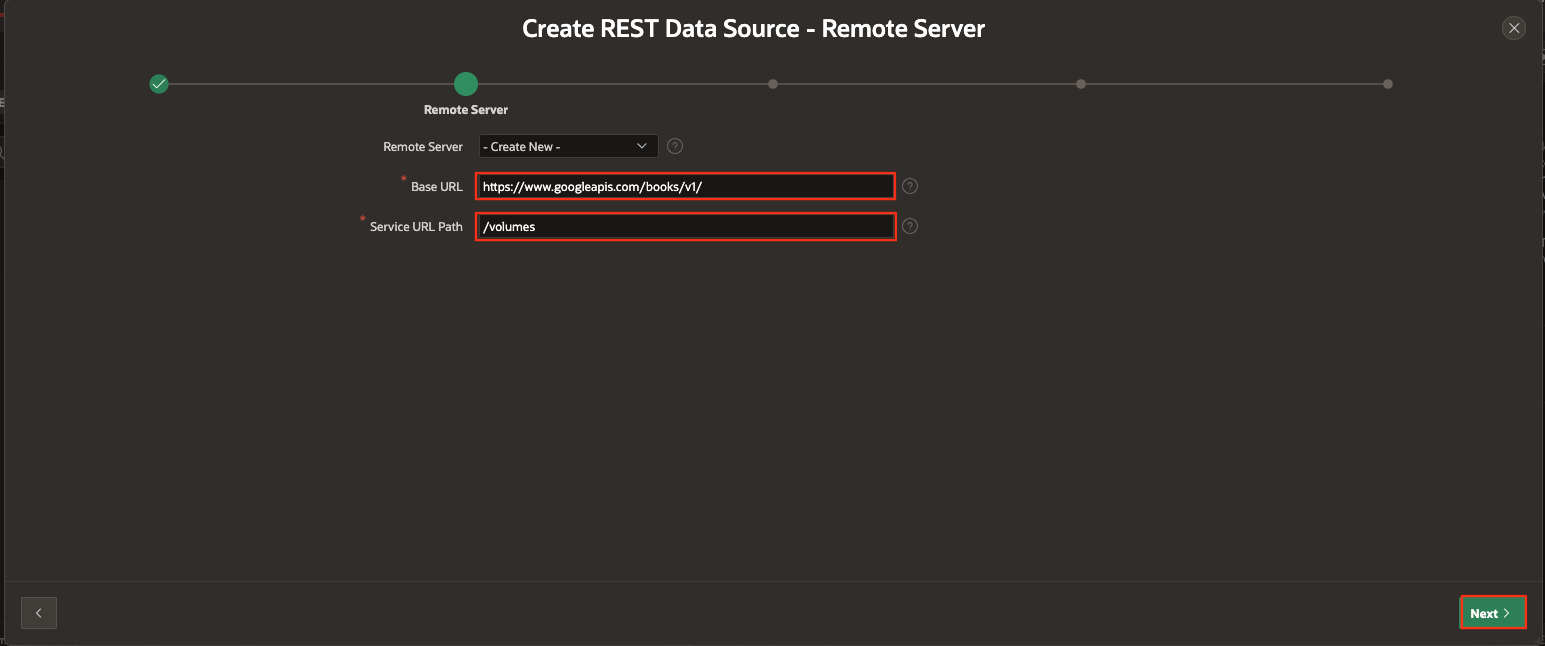 Create REST Data Source - Remote Server
Remote Server
Remote Server - Create New -
* Base URL https://www.googleapis.com/books/v1/
* Service URL Path /volumes
Next